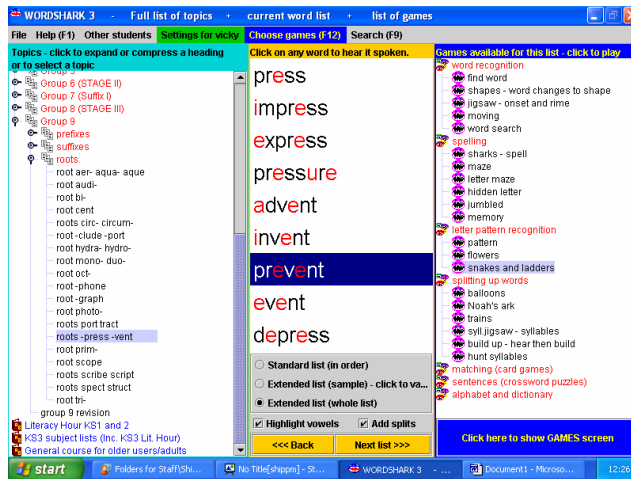 WORDSHARK 3 - Full list of topics + current word list + list of games
File Help (F1) Other students Settings for vicky Choose games (F12) Search (F9)
Topics - click to expand or compress a heading
or to select a topic
Group 6 (STAGE II)
Group 7 (Suffix I)
Group 8 (STAGE III)
Group 9
prefixes
suffixes
roots
root aer- aqua- aque
root audi-
root bi-
root cent
roots circ- circum-
root -clude -port
root hydra- hydro-
root mono- duo-
root oct-
root -phone
root -graph
root photo-
roots port tract
roots -press -vent
root prim-
root scope
roots scribe script
roots spect struct
root tri-
group 9 revision
Literacy Hour KS1 and 2
KS3 subject lists (Inc. KS3 Lit. Hour)
General course for older users/adults
Click on any word to hear it spoken.
press
impress
express
pressure
advent
invent
prevent
event
depress
Standard list (in order)
Extended list (sample) - click to va...
Extended list (whole list)
Highlight vowels Add splits
<<< Back Next list >>>
Games available for this list - click to play
word recognition
find word
shapes - word changes to shape
jigsaw - onset and rime
moving
word search
spelling
sharks - spell
maze
letter maze
hidden letter
jumbled
memory
letter pattern recognition
pattern
flowers
snakes and ladders
splitting up words
balloons
Noah's ark
trains
syll.jigsaw - syllables
build up - hear then build
hunt syllables
matching (card games)
sentences (crossword puzzles)
alphabet and dictionary
Click here to show GAMES screen
start Folders for Staff\Shi... No Title[shippm] - St... WORDSHARK 3 - ... Document1 - Microso... 12:26